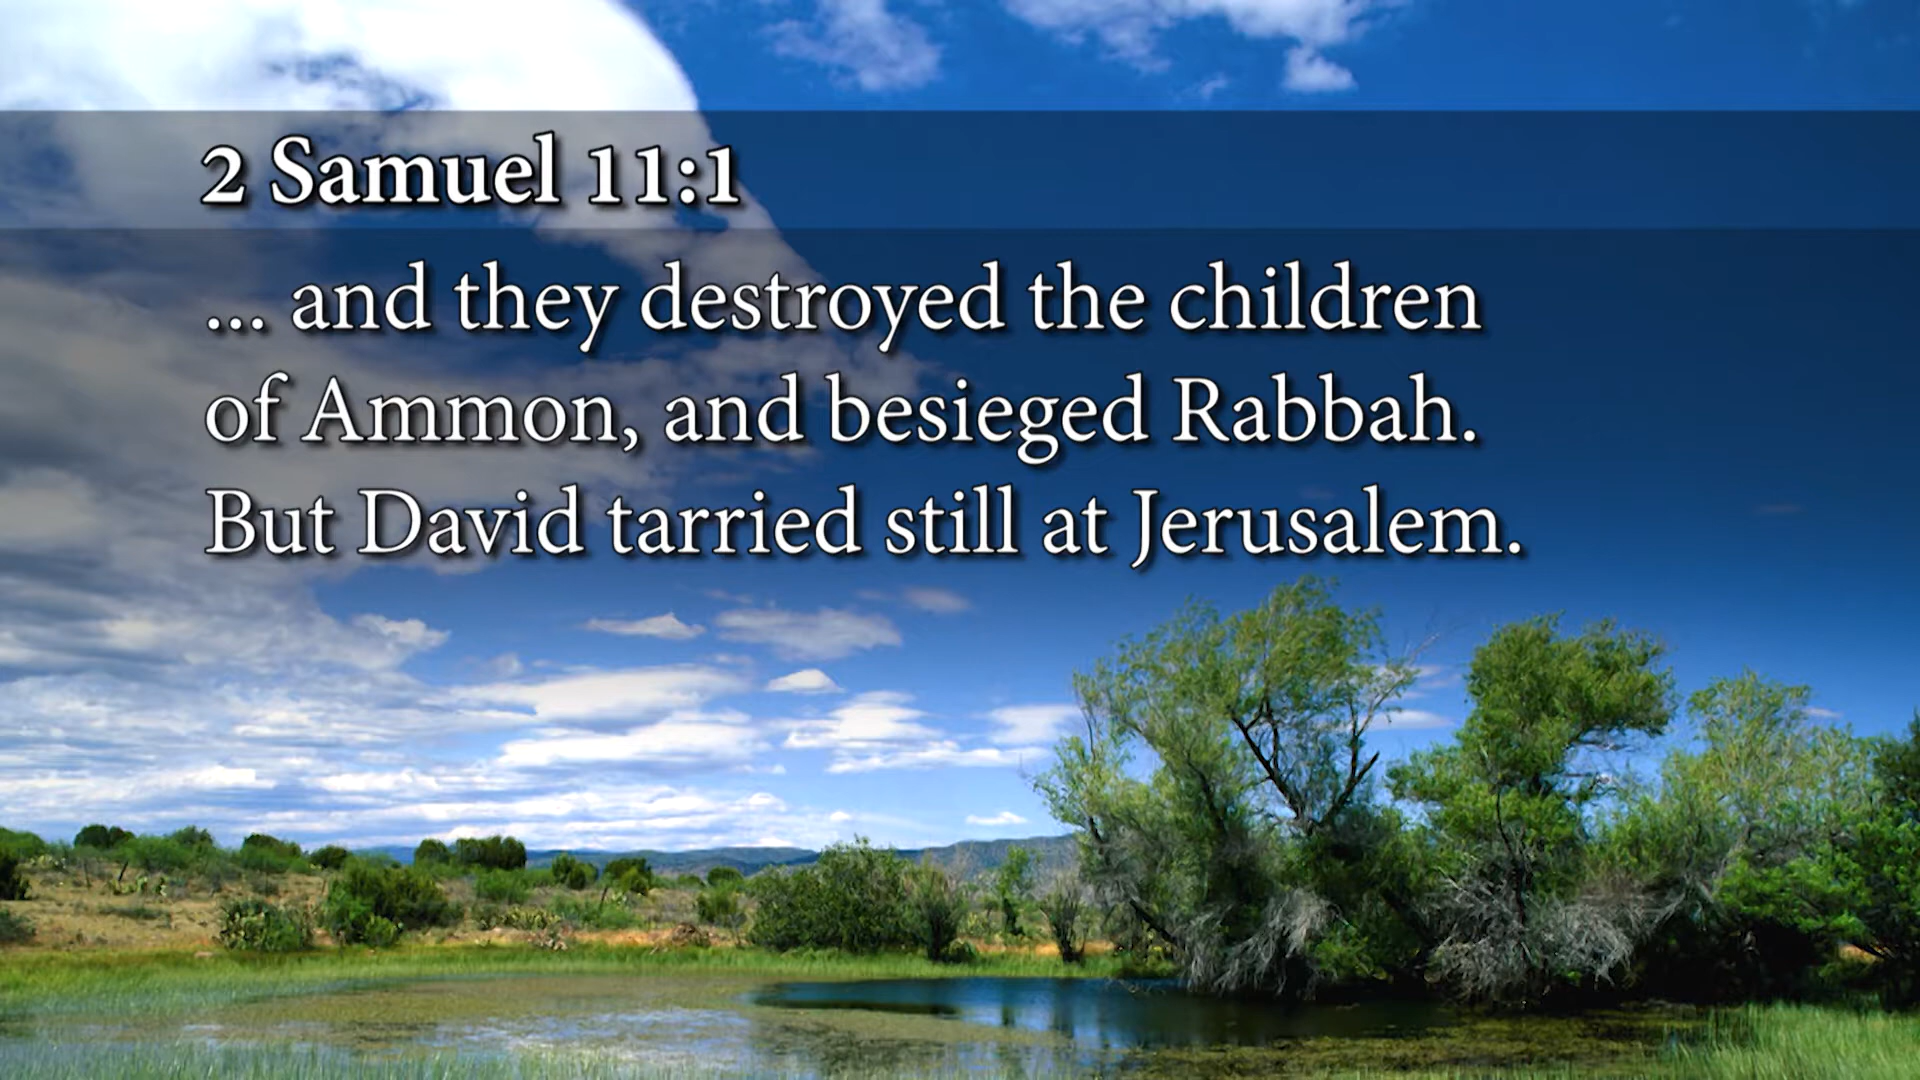 2 Samuel 11:1
... and they destroyed the children
of Ammon, and besieged Rabbah.
But David tarried still at Jerusalem.